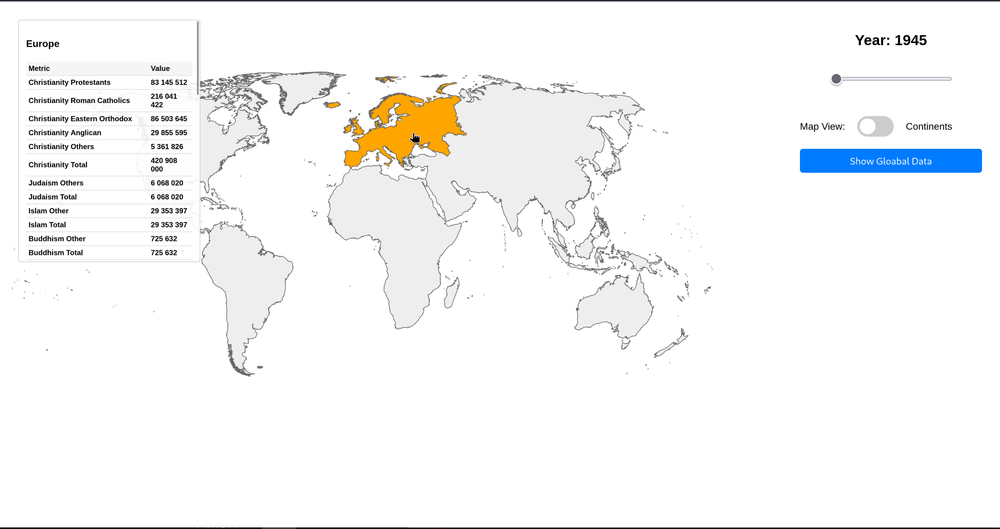 Europe
Metric Value
Christianity Protestants 83 145 512
Christianity Roman Catholics 216 041
422
Christianity Eastern Orthodox 86 503 645
Christianity Anglican 29 855 595
Christianity Others 5 361 826
Christianity Total 420 908
000
Judaism Others 6 068 020
Judaism Total 6 068 020
Islam Other 29 353 397
Islam Total 29 353 397
Buddhism Other 725 632
Buddhism Total 725 632
Year: 1945
Map View: Continents
Show Gloabal Data